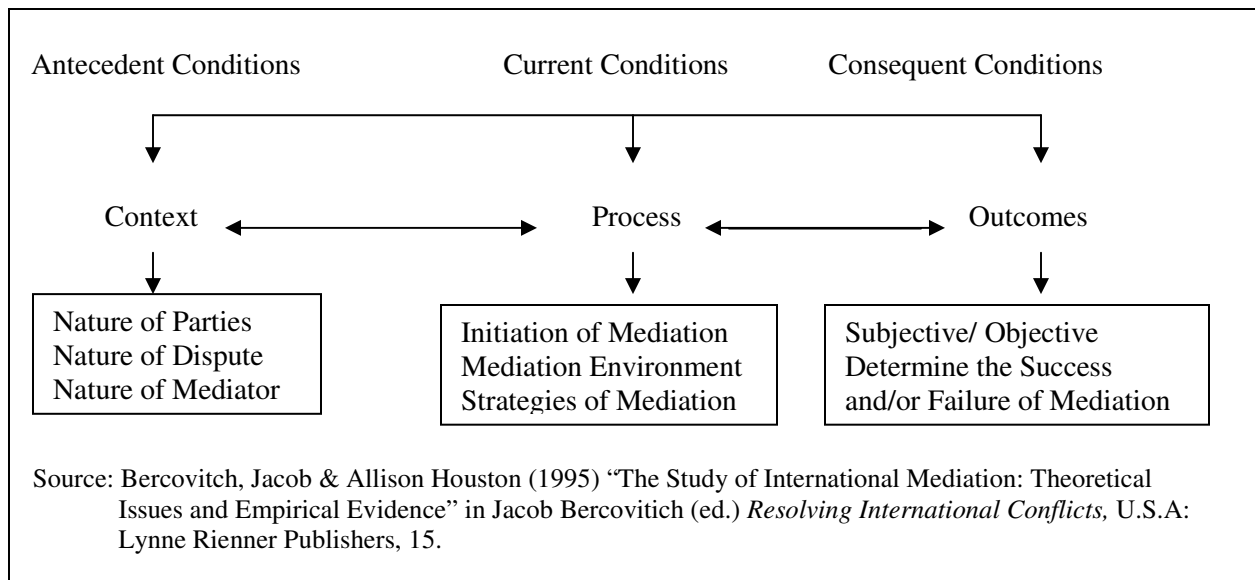 Antecedent Conditions Current Conditions Consequent Conditions
Context Process Outcomes
Nature of Parties
Nature of Dispute
Nature of Mediator
Initiation of Mediation
Mediation Environment
Strategies of Mediation
Subjective/ Objective
Determine the Success
and/or Failure of Mediation
Source: Bercovitch, Jacob & Allison Houston (1995) “The Study of International Mediation: Theoretical
Issues and Empirical Evidence” in Jacob Bercovitich (ed.) Resolving International Conflicts, U.S.A:
Lynne Rienner Publishers, 15.